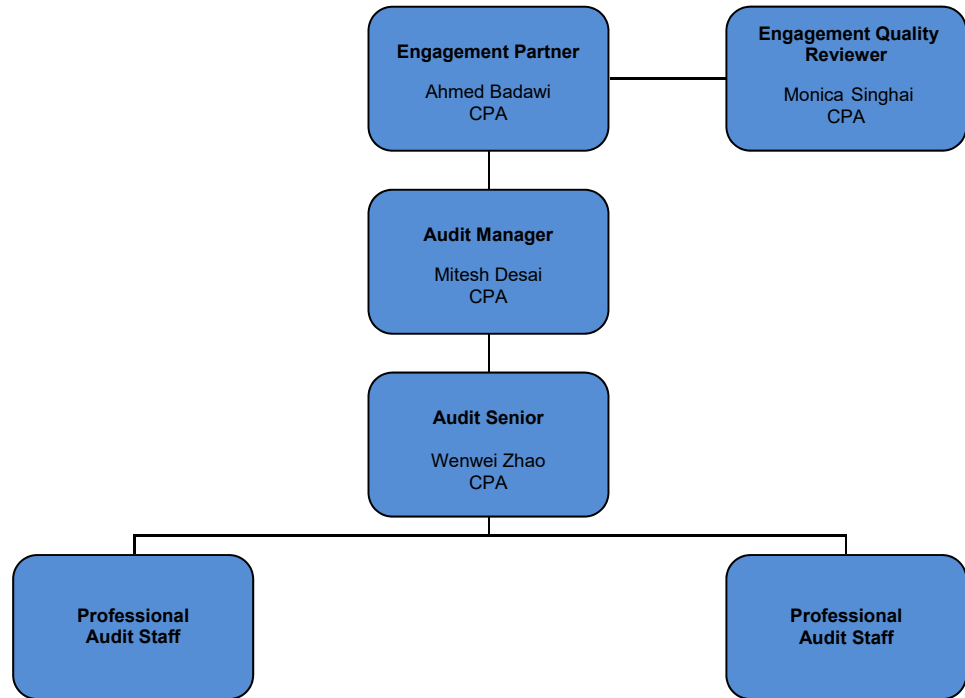 Engagement Partner
Ahmed Badawi
CPA
Engagement Quality
Reviewer
Monica Singhai
CPA
Audit Manager
Mitesh Desai
CPA
Audit Senior
Wenwei Zhao
CPA
Professional
Audit Staff
Professional
Audit Staff